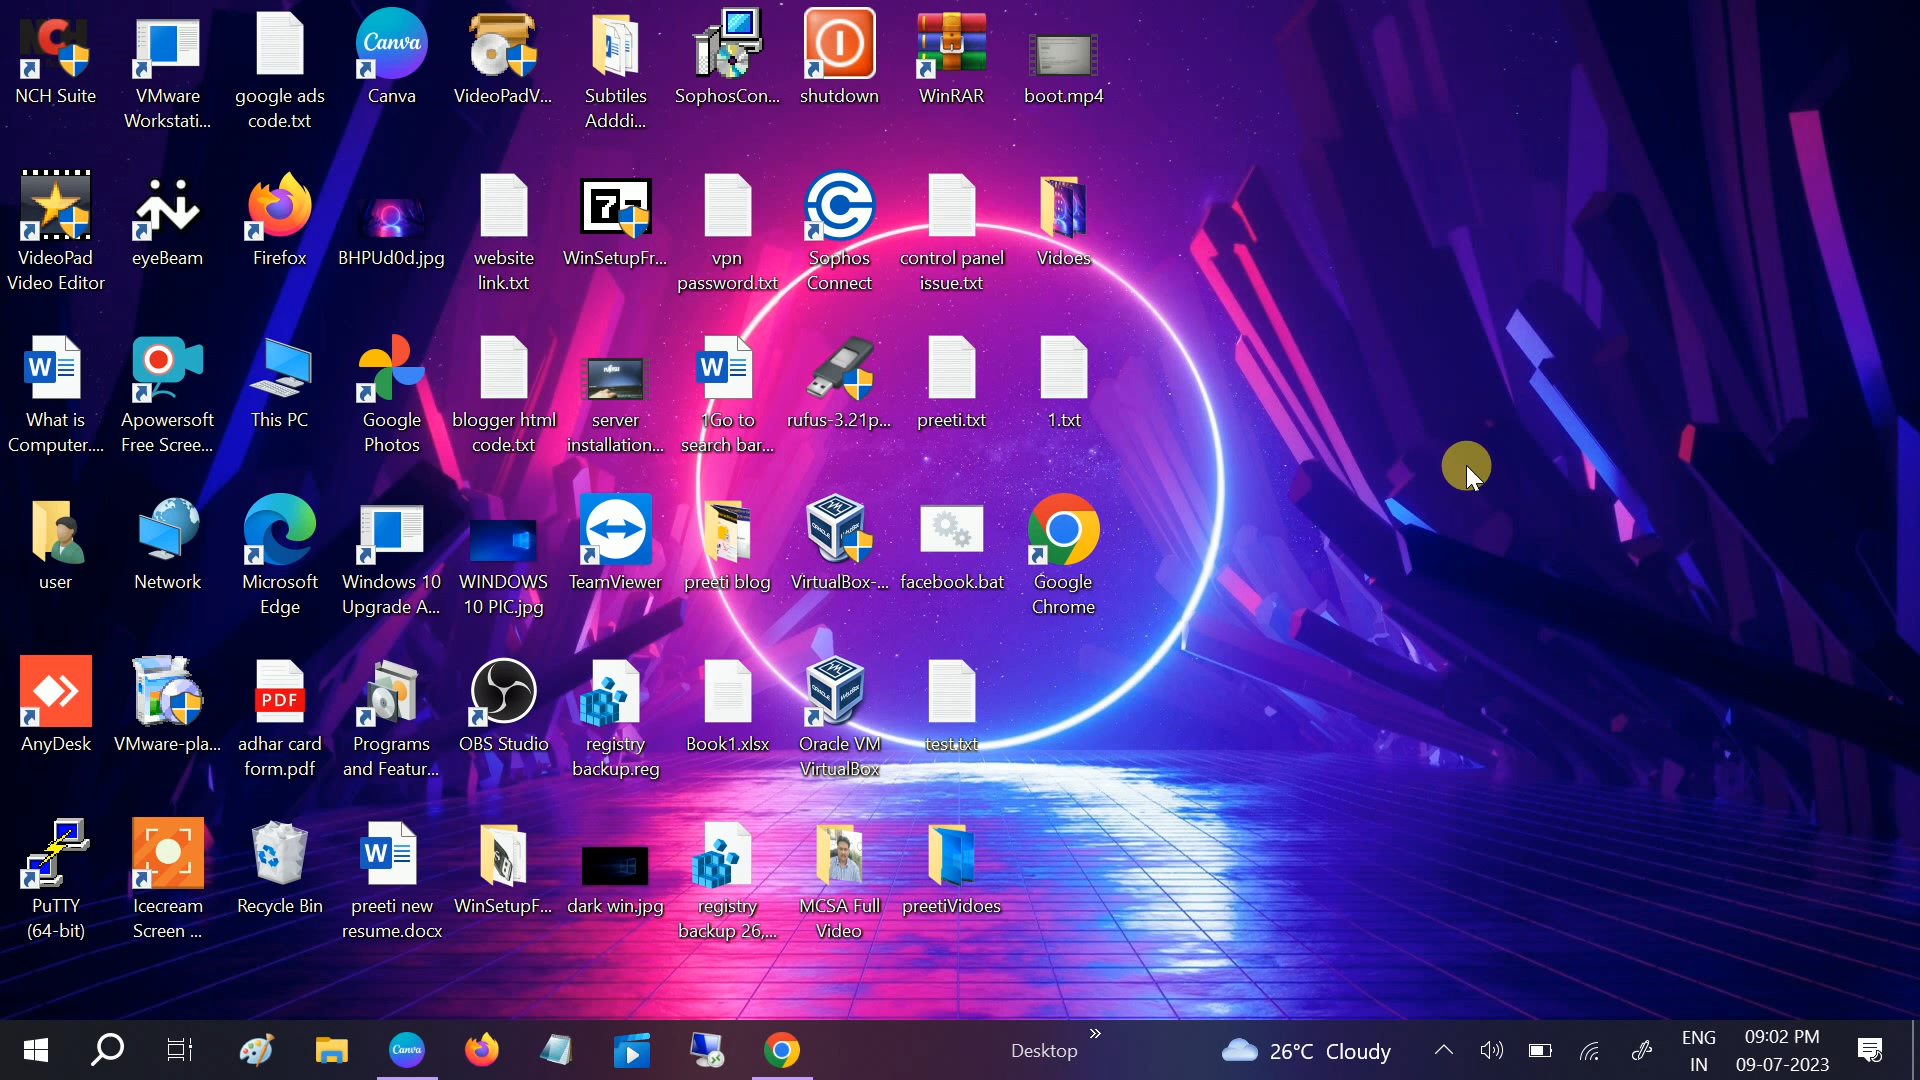 NCH Suite
VMware
Workstati...
google ads
code.txt
Canva
Canva
VideoPadV...
Subtiles
Adddi...
SophosCon...
shutdown
WinRAR
boot.mp4
VideoPad
Video Editor
eyeBeam
Firefox
BHPUd0d.jpg
website
link.txt
WinSetupFr...
vpn
password.txt
Sophos
Connect
control panel
issue.txt
Vidoes
What is
Computer....
Apowersoft
Free Scree...
This PC
Google
Photos
blogger html
code.txt
server
installation...
1Go to
search bar...
rufus-3.21p...
preeti.txt
1.txt
user
Network
Microsoft
Edge
Windows 10
Upgrade A...
WINDOWS
10 PIC.jpg
TeamViewer
preeti blog
VirtualBox-...
facebook.bat
Google
Chrome
AnyDesk
VMware-pla...
PDF
adhar card
form.pdf
Programs
and Featur...
OBS Studio
registry
backup.reg
Book1.xlsx
Oracle VM
VirtualBox
test.txt
PuTTY
(64-bit)
Icecream
Screen ...
Recycle Bin
preeti new
resume.docx
WinSetupF...
dark win.jpg
registry
backup 26,...
MCSA Full
Video
preetiVidoes
Canva
Desktop
26°C Cloudy
ENG
IN
09:02 PM
09-07-2023